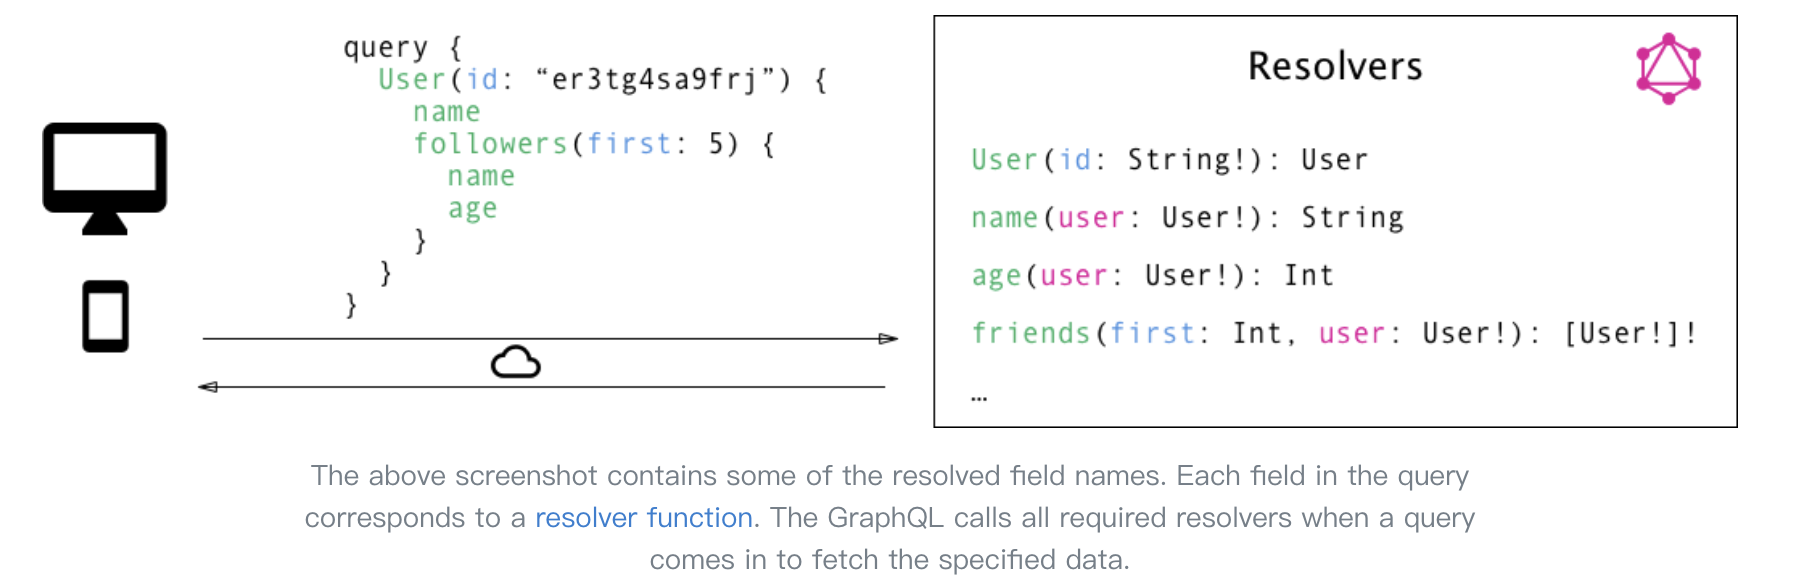 query {
User(id: “er3tg4sa9frj”) {
name
followers(first: 5) {
name
age
}
}
}
Resolvers
User(id: String!): User
name(user: User!): String
age(user: User!): Int
friends(first: Int, user: User!): [User!]!
…
The above screenshot contains some of the resolved field names. Each field in the query
corresponds to a resolver function. The GraphQL calls all required resolvers when a query
comes in to fetch the specified data.